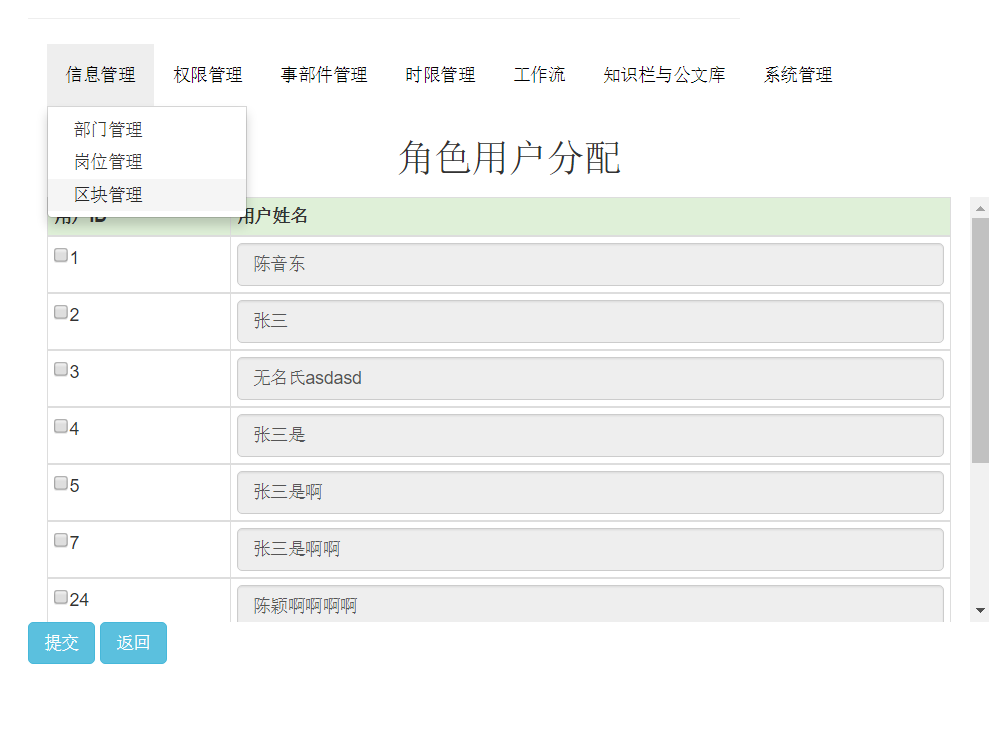 信息管理 权限管理 事部件管理 时限管理 工作流 知识栏与公文库 系统管理
部门管理
岗位管理
区块管理
角色用户分配
用户ID 用户姓名
1 陈音东
2 张三
3 无名氏asdasd
4 张三是
5 张三是啊
7 张三是啊啊
24 陈颖啊啊啊啊
提交 返回